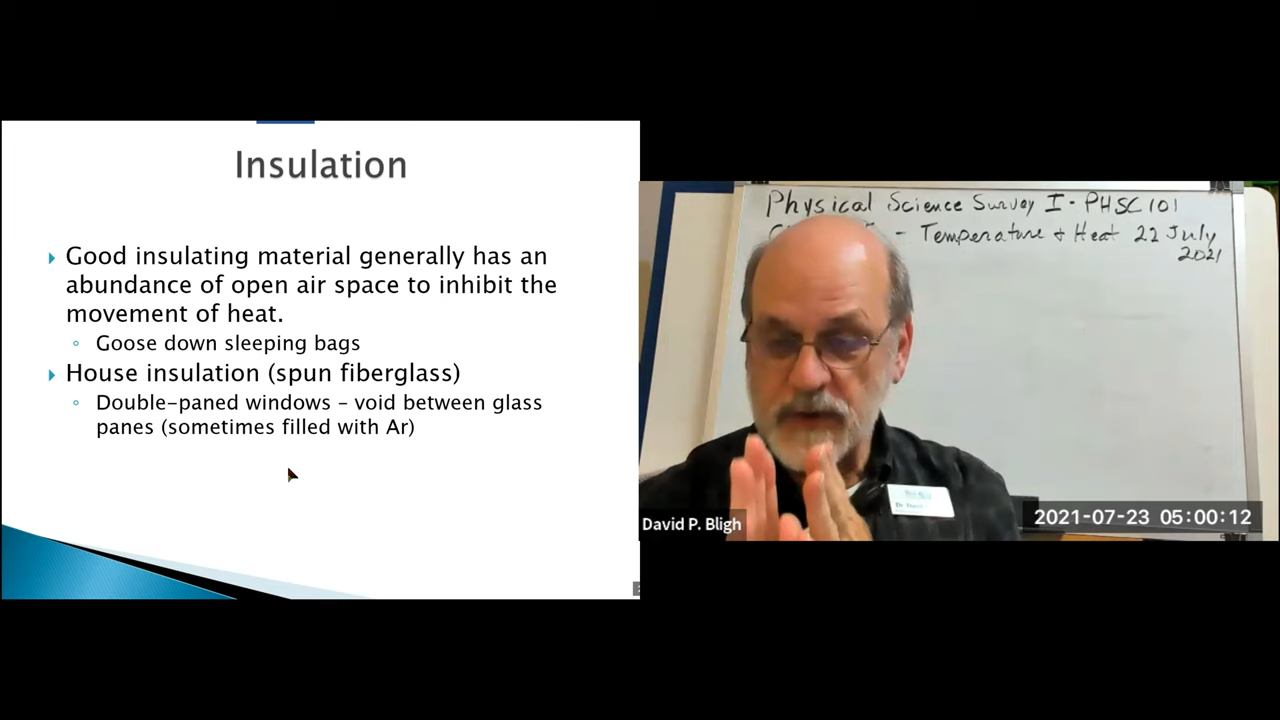 Insulation
Good insulating material generally has an
abundance of open air space to inhibit the
movement of heat.
Goose down sleeping bags
House insulation (spun fiberglass)
Double-paned windows – void between glass
panes (sometimes filled with Ar)
Physical Science Survey I - PHSC 101
- Temperature + Heat 22 July
2021
Dr. David
David P. Bligh
2021-07-23 05:00:12